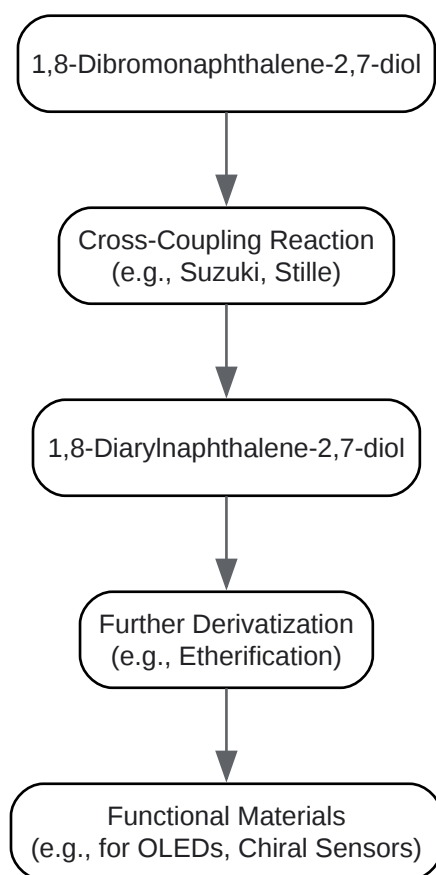 1,8-Dibromonaphthalene-2,7-diol
Cross-Coupling Reaction
(e.g., Suzuki, Stille)
1,8-Diarylnaphthalene-2,7-diol
Further Derivatization
(e.g., Etherification)
Functional Materials
(e.g., for OLEDs, Chiral Sensors)